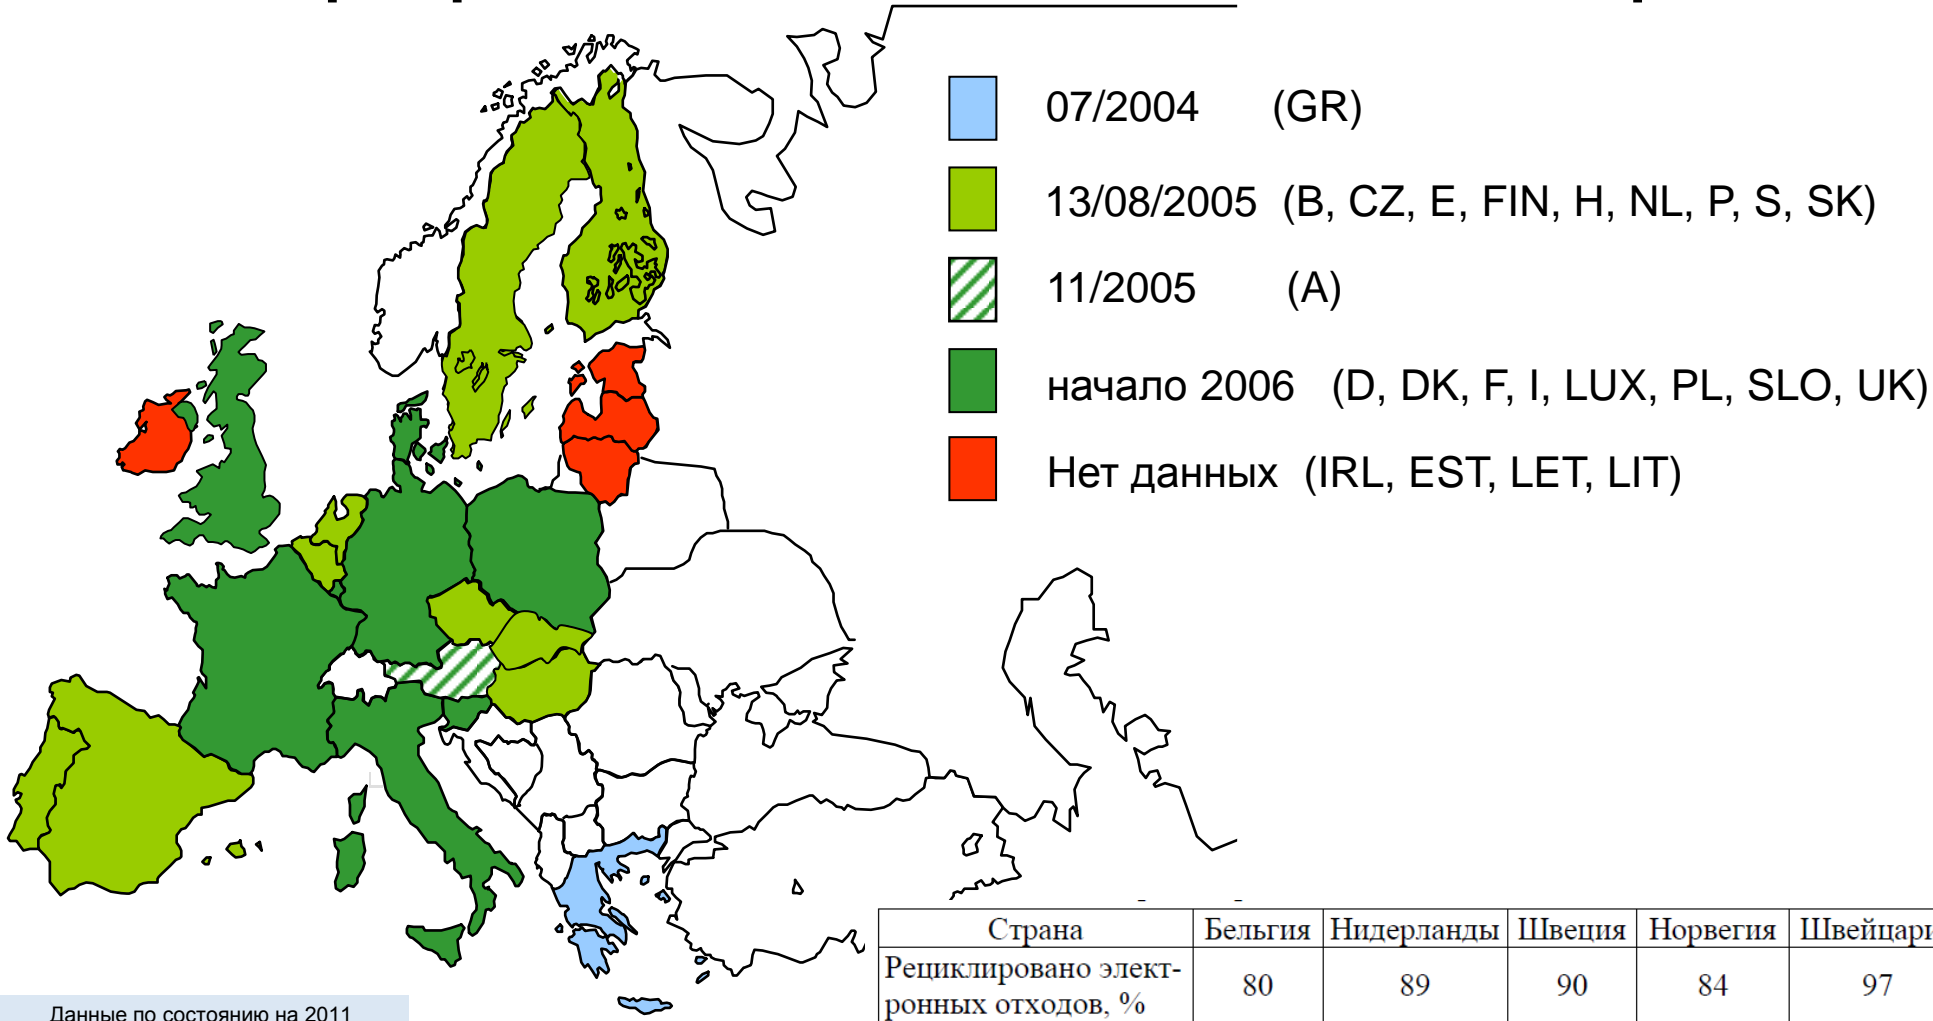 07/2004 (GR)
13/08/2005 (B, CZ, E, FIN, H, NL, P, S, SK)
11/2005 (A)
начало 2006 (D, DK, F, I, LUX, PL, SLO, UK)
Нет данных (IRL, EST, LET, LIT)
Страна Бельгия Нидерланды Швеция Норвегия Швейцари
Рециклировано элект-
ронных отходов, % 80 89 90 84 97
Данные по состоянию на 2011